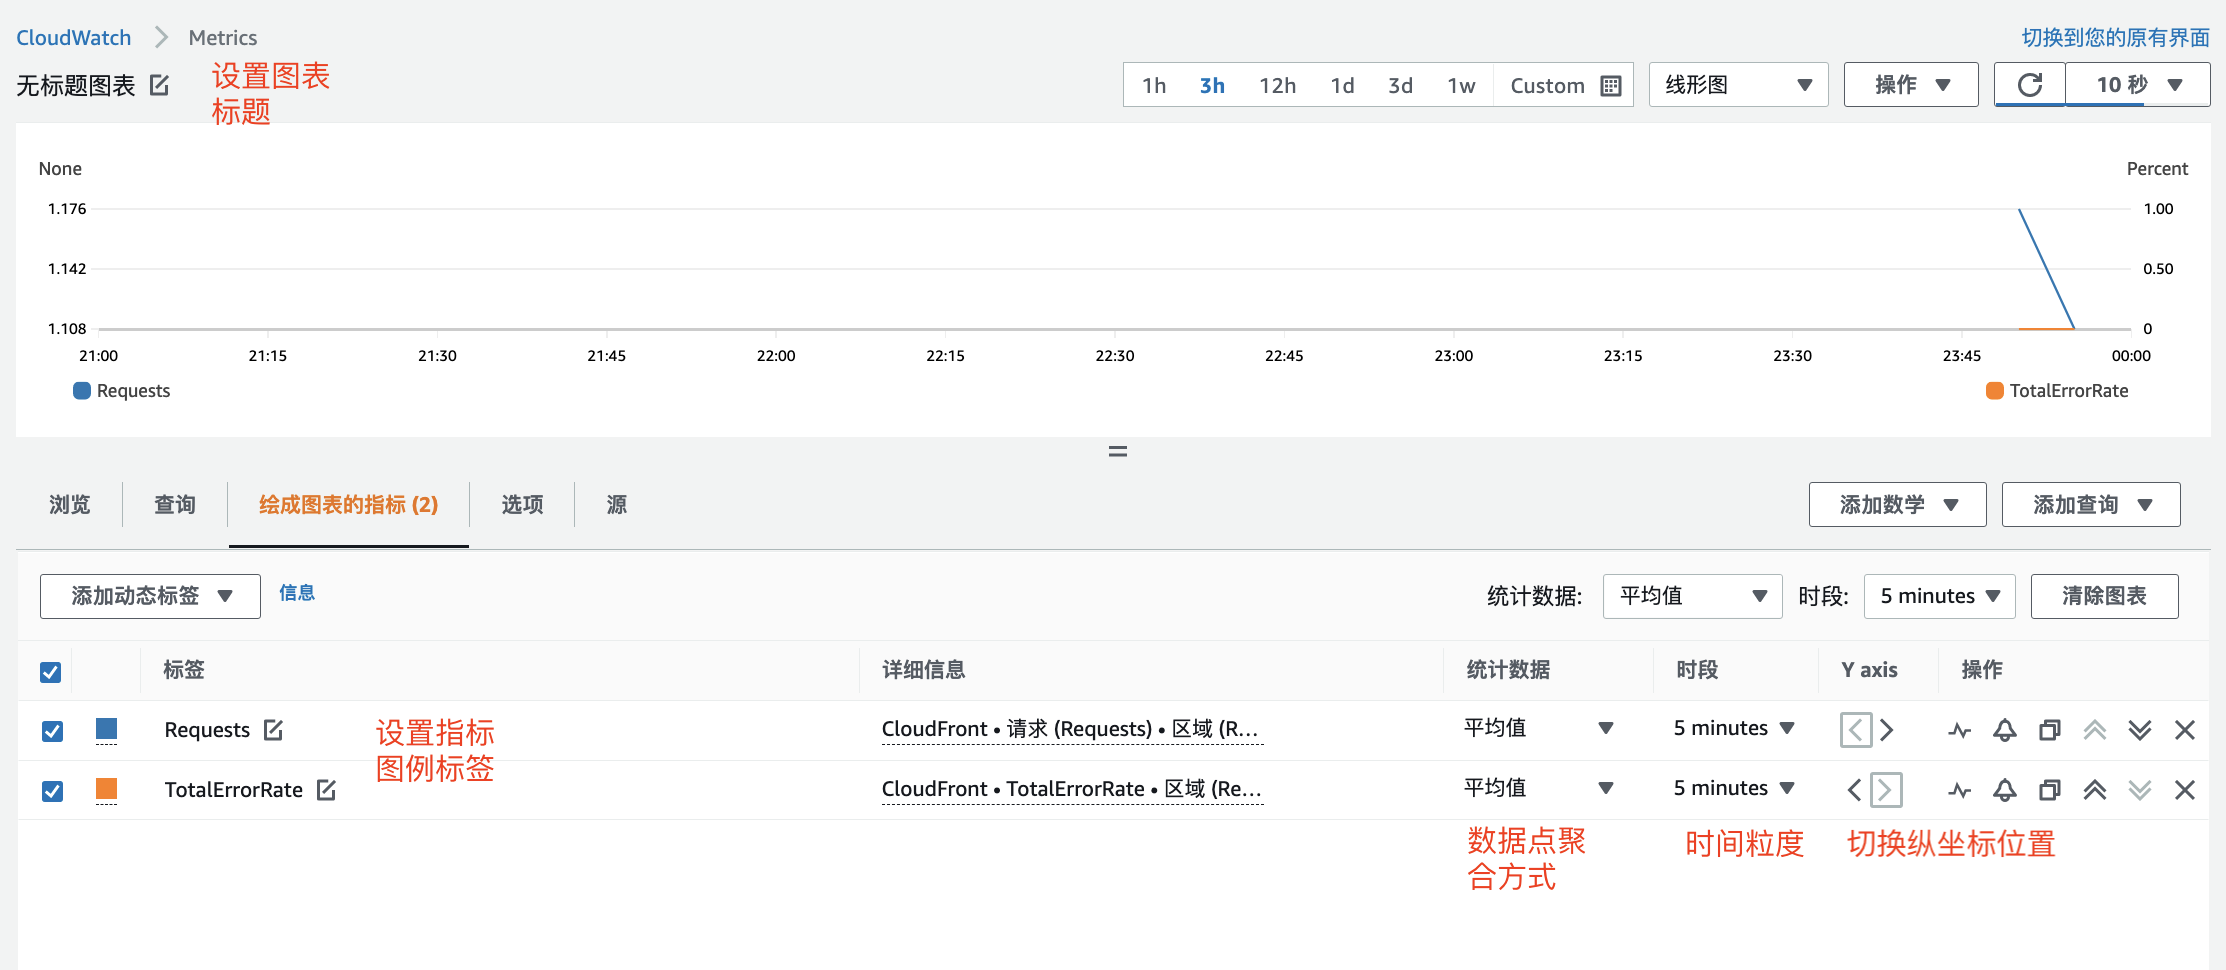 CloudWatch > Metrics
切换到您的原有界面
无标题图表
设置图表
标题
1h 3h 12h 1d 3d 1w Custom 线形图 操作 10 秒
None Percent
1.176 1.00
1.142 0.50
1.108 0
21:00 21:15 21:30 21:45 22:00 22:15 22:30 22:45 23:00 23:15 23:30 23:45 00:00
Requests TotalErrorRate
浏览 查询 绘成图表的指标 (2) 选项 源 添加数学 添加查询
添加动态标签 信息 统计数据: 平均值 时段: 5 minutes 清除图表
标签 详细信息 统计数据 时段 Y axis 操作
Requests CloudFront • 请求 (Requests) • 区域 (R... 平均值 5 minutes
设置指标
图例标签
TotalErrorRate CloudFront • TotalErrorRate • 区域 (Re... 平均值 5 minutes
数据点聚
合方式
时间粒度
切换纵坐标位置